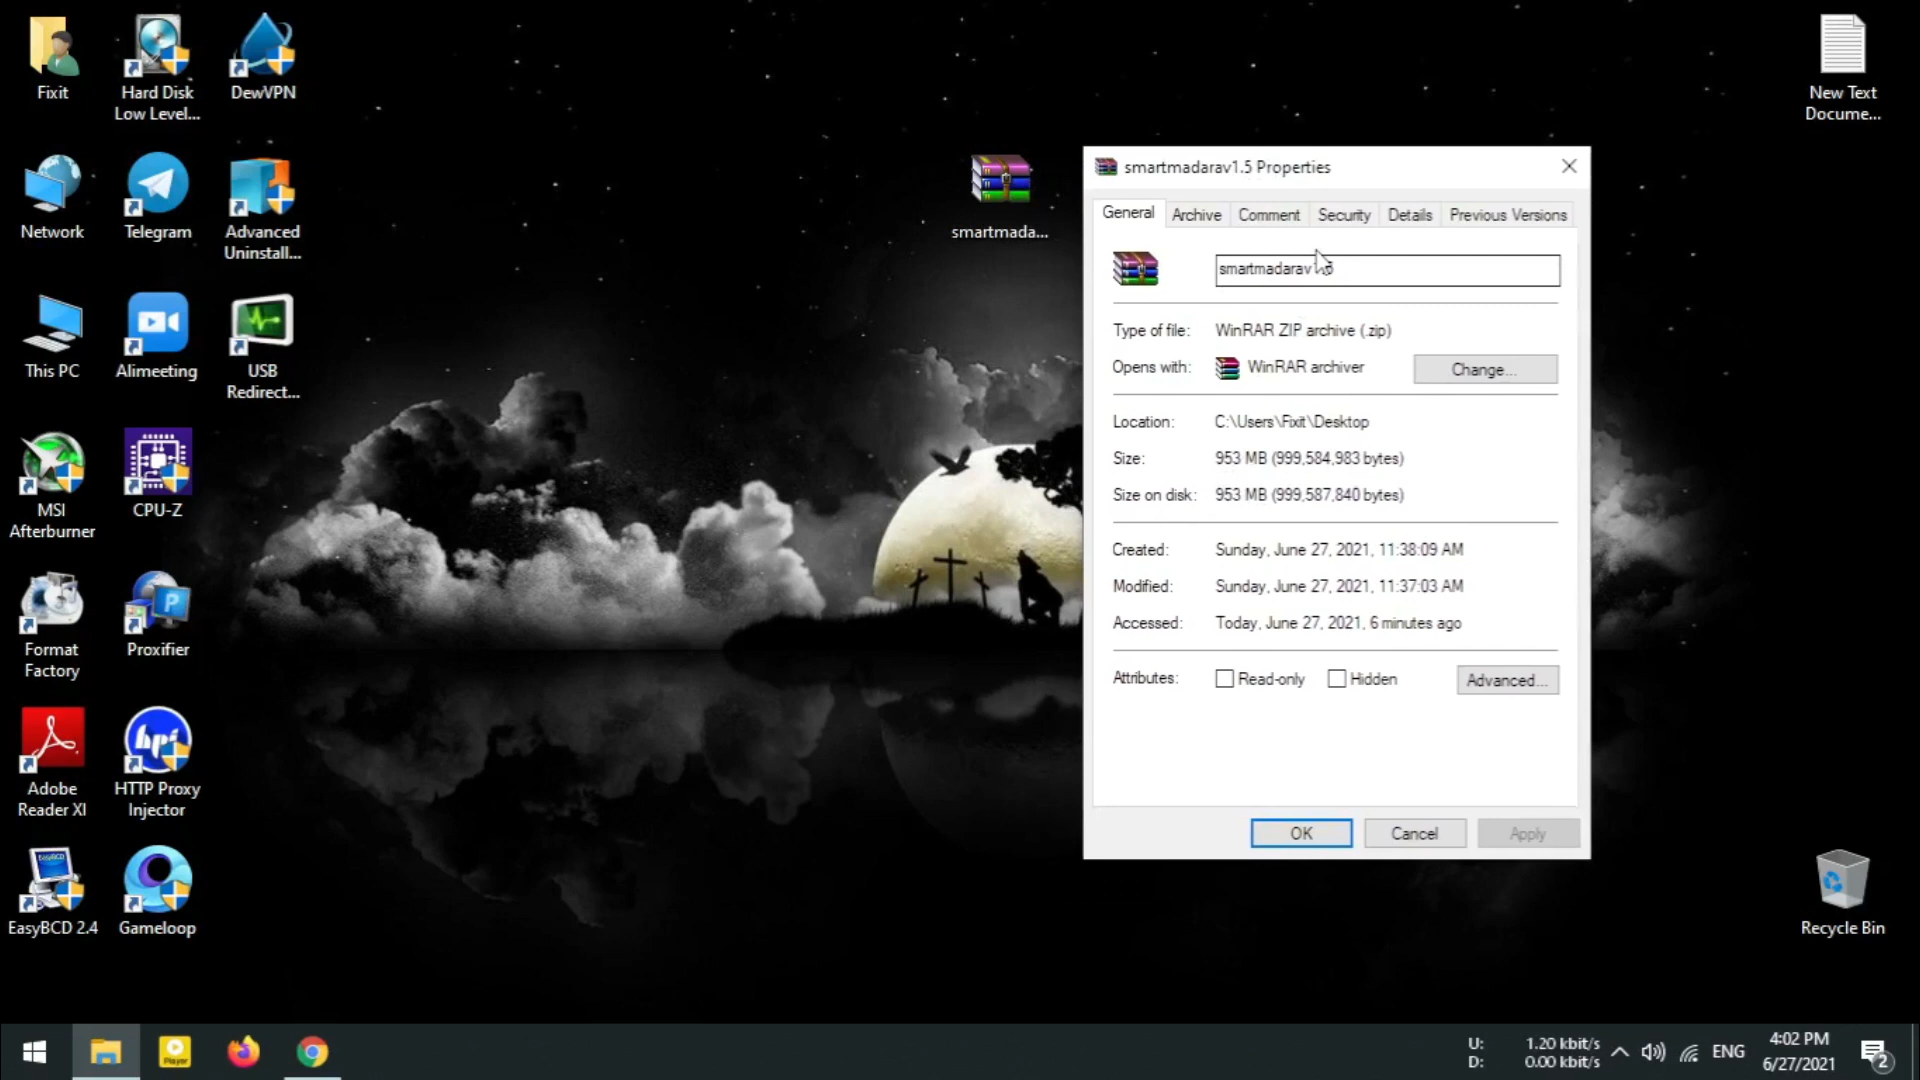 Fixit
Hard Disk
Low Level...
DewVPN
New Text
Docume...
Network
Telegram
Advanced
Uninstall...
smartmada...
This PC
Alimeeting
USB
Redirect...
MSI
Afterburner
CPU-Z
Format
Factory
Proxifier
Adobe
Reader XI
hpi
HTTP Proxy
Injector
EasyBCD
EasyBCD 2.4
Gameloop
Recycle Bin
smartmadarav1.5 Properties
General
Archive
Comment
Security
Details
Previous Versions
smartmadarav1.5
Type of file: WinRAR ZIP archive (.zip)
Opens with: WinRAR archiver
Change...
Location: C:\Users\Fixit\Desktop
Size: 953 MB (999,584,983 bytes)
Size on disk: 953 MB (999,587,840 bytes)
Created: Sunday, June 27, 2021, 11:38:09 AM
Modified: Sunday, June 27, 2021, 11:37:03 AM
Accessed: Today, June 27, 2021, 6 minutes ago
Attributes: Read-only Hidden Advanced...
OK Cancel Apply
Player
U: 1.20 kbit/s
D: 0.00 kbit/s
ENG
4:02 PM
6/27/2021
2